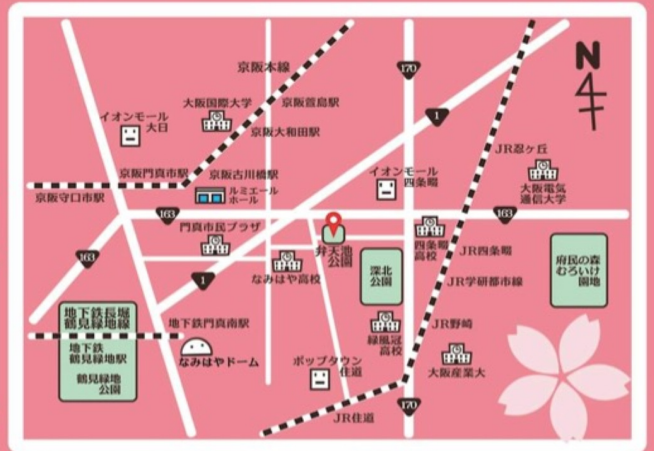 N
京阪本線
170
大阪国際大学
京阪萱島駅
1
イオンモール
大日
京阪大和田駅
JR忍ヶ丘
京阪門真市駅
京阪古川橋駅
イオンモール
四条畷
大阪電気
通信大学
京阪守口市駅
ルミエール
ホール
163
163
門真市民プラザ
弁天池
公園
四条畷
高校
JR四条畷
163
なみはや高校
深北
公園
府民の森
むろいけ
園地
1
JR学研都市線
地下鉄長堀
鶴見緑地線
地下鉄門真南駅
JR野崎
地下鉄
鶴見緑地駅
なみはやドーム
緑風冠
高校
ポップタウン
住道
大阪産業大
鶴見緑地
公園
170
JR住道